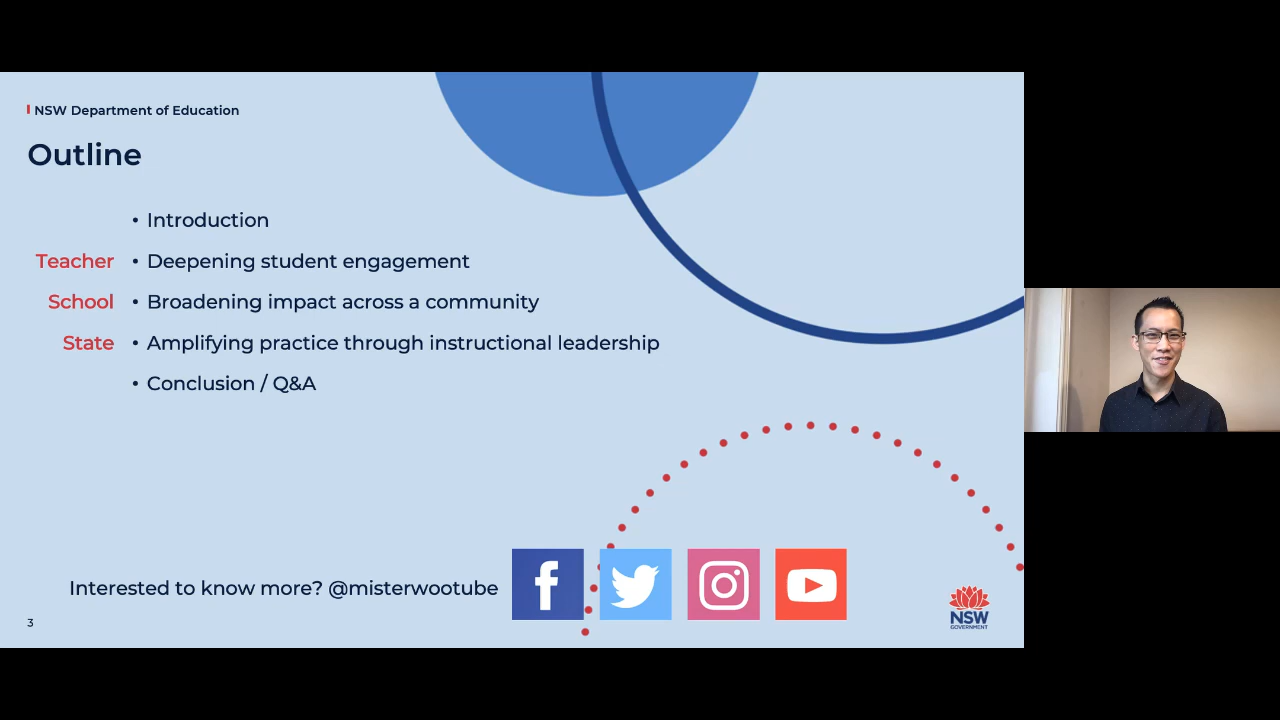 NSW Department of Education
Outline
• Introduction
Teacher • Deepening student engagement
School • Broadening impact across a community
State • Amplifying practice through instructional leadership
• Conclusion / Q&A
Interested to know more? @misterwootube
3
NSW
GOVERNMENT